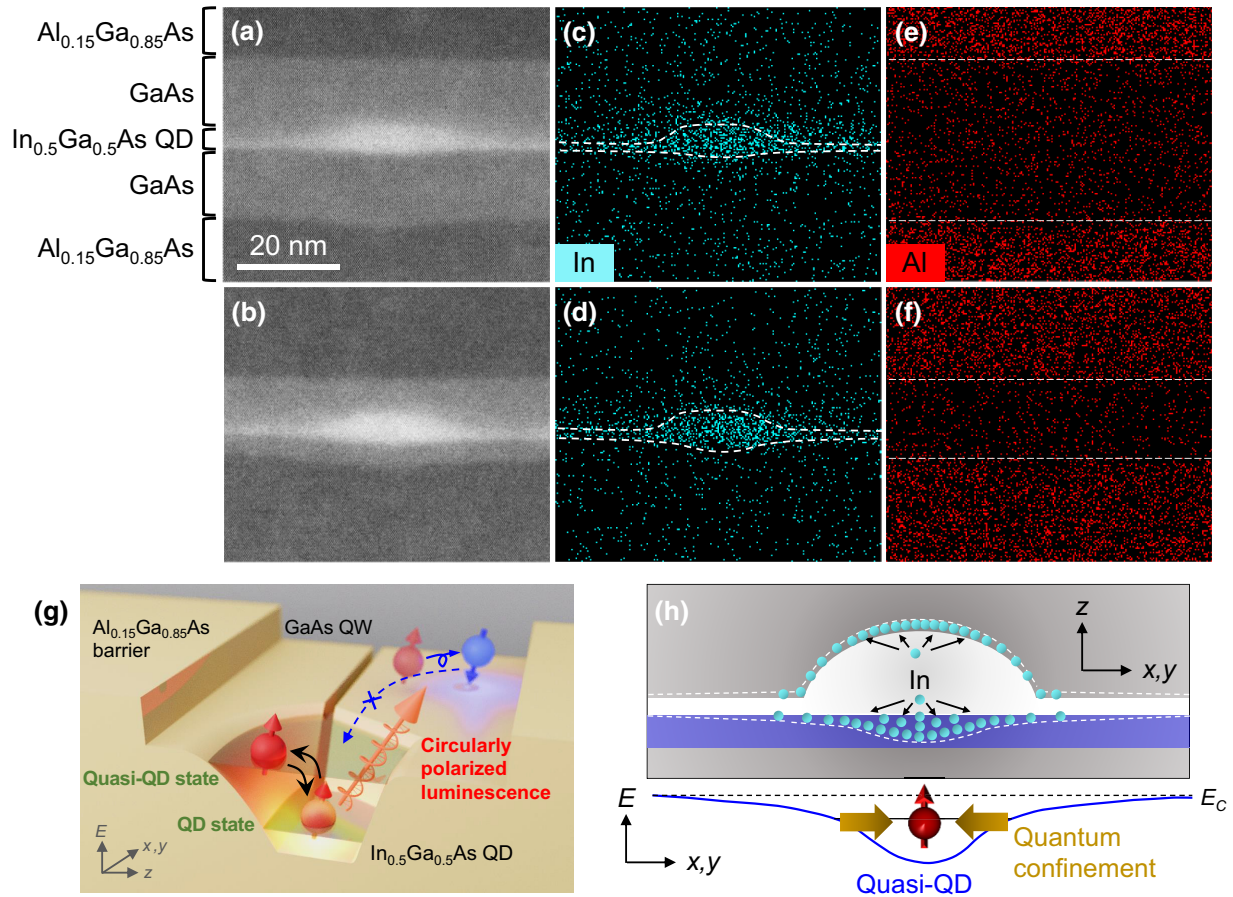 Al0.15Ga0.85As
GaAs
In0.5Ga0.5As QD
GaAs
Al0.15Ga0.85As
(a)
20 nm
(c)
In
(e)
Al
(b)
(d)
(f)
(g)
Al0.15Ga0.85As
barrier
GaAs QW
Circularly
polarized
luminescence
Quasi-QD state
QD state
In0.5Ga0.5As QD
E
x,y
z
(h)
z
x,y
In
E
x,y
EC
Quantum
confinement
Quasi-QD